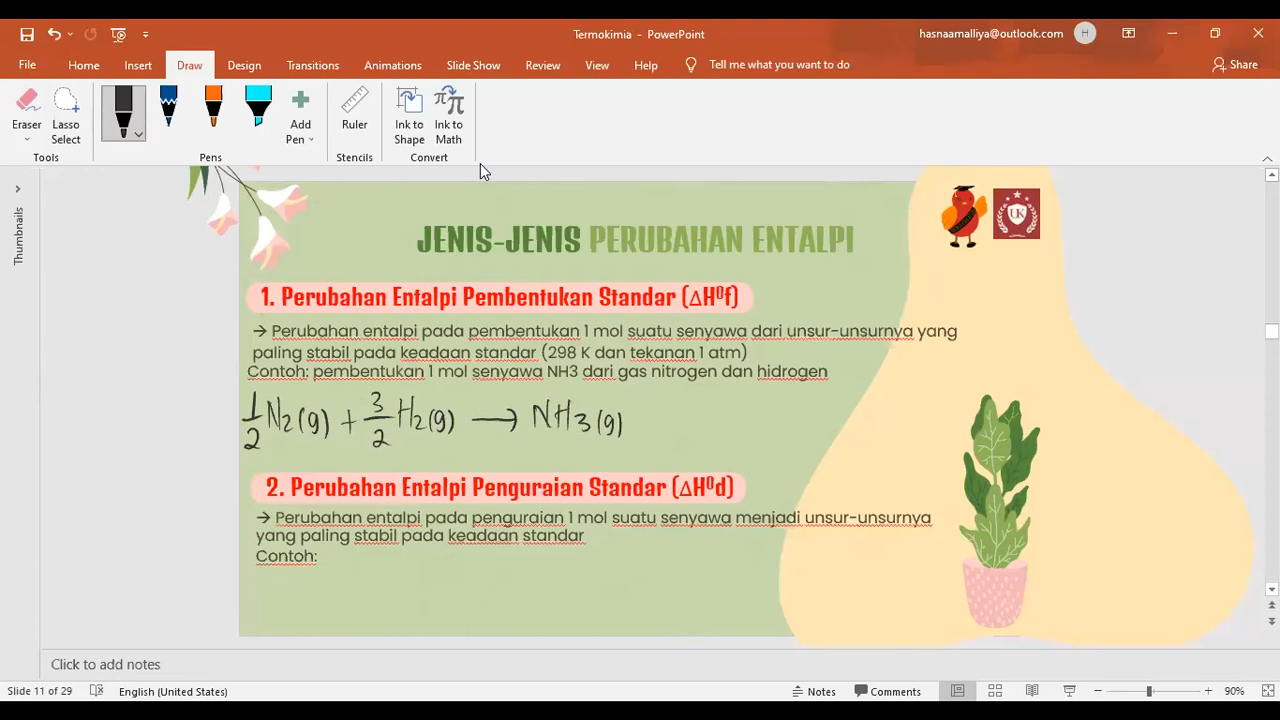 Termokimia - PowerPoint
hasnaamalliya@outlook.com
H
File Home Insert Draw Design Transitions Animations Slide Show Review View Help Tell me what you want to do Share
Eraser
Lasso Select
Add Pen
Ruler
Ink to Shape
Ink to Math
Tools Pens Stencils Convert
Thumbnails
UK
JENIS-JENIS PERUBAHAN ENTALPI
1. Perubahan Entalpi Pembentukan Standar (∆H⁰f)
→ Perubahan entalpi pada pembentukan 1 mol suatu senyawa dari unsur-unsurnya yang
paling stabil pada keadaan standar (298 K dan tekanan 1 atm)
Contoh: pembentukan 1 mol senyawa NH3 dari gas nitrogen dan hidrogen
1/2 N₂(g) + 3/2 H₂(g) → NH₃(g)
2. Perubahan Entalpi Penguraian Standar (∆H⁰d)
→ Perubahan entalpi pada penguraian 1 mol suatu senyawa menjadi unsur-unsurnya
yang paling stabil pada keadaan standar
Contoh:
Click to add notes
Slide 11 of 29 English (United States) Notes Comments 90%